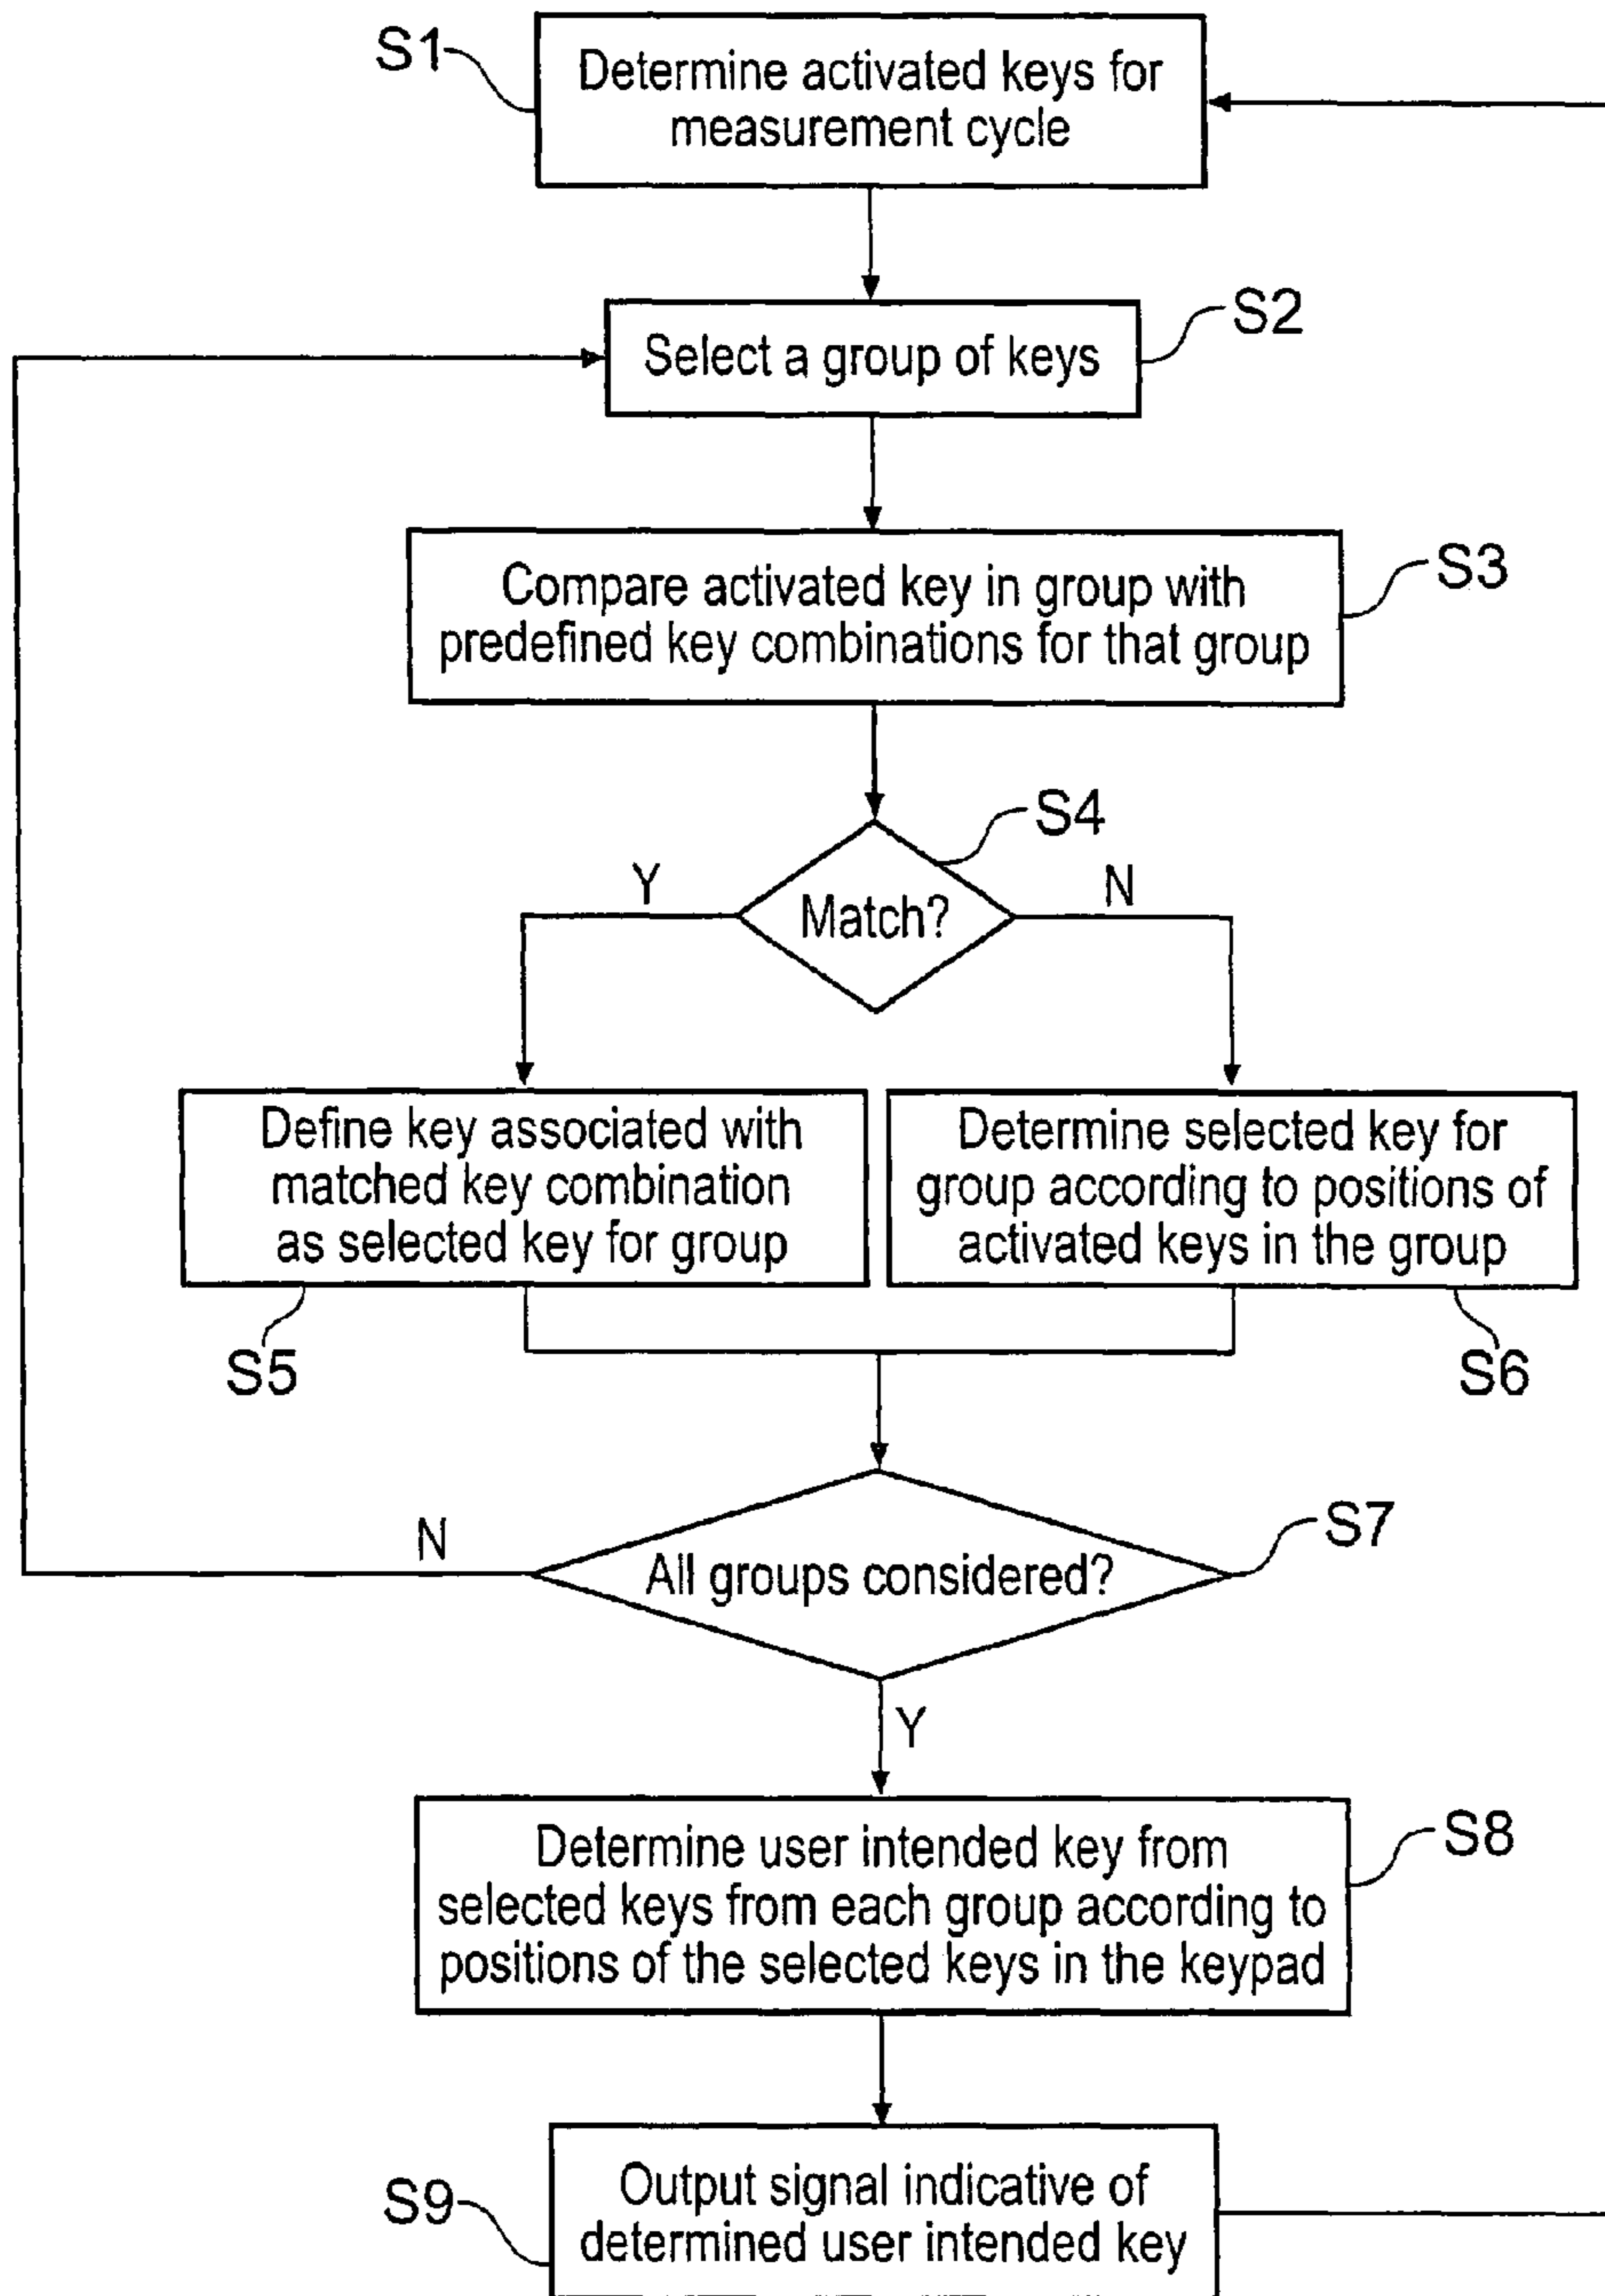 S1
Determine activated keys for
measurement cycle
S2
Select a group of keys
S3
Compare activated key in group with
predefined key combinations for that group
S4
Y
N
Match?
Define key associated with
matched key combination
as selected key for group
Determine selected key for
group according to positions of
activated keys in the group
S5
S6
S7
N
All groups considered?
Y
S8
Determine user intended key from
selected keys from each group according to
positions of the selected keys in the keypad
S9
Output signal indicative of
determined user intended key